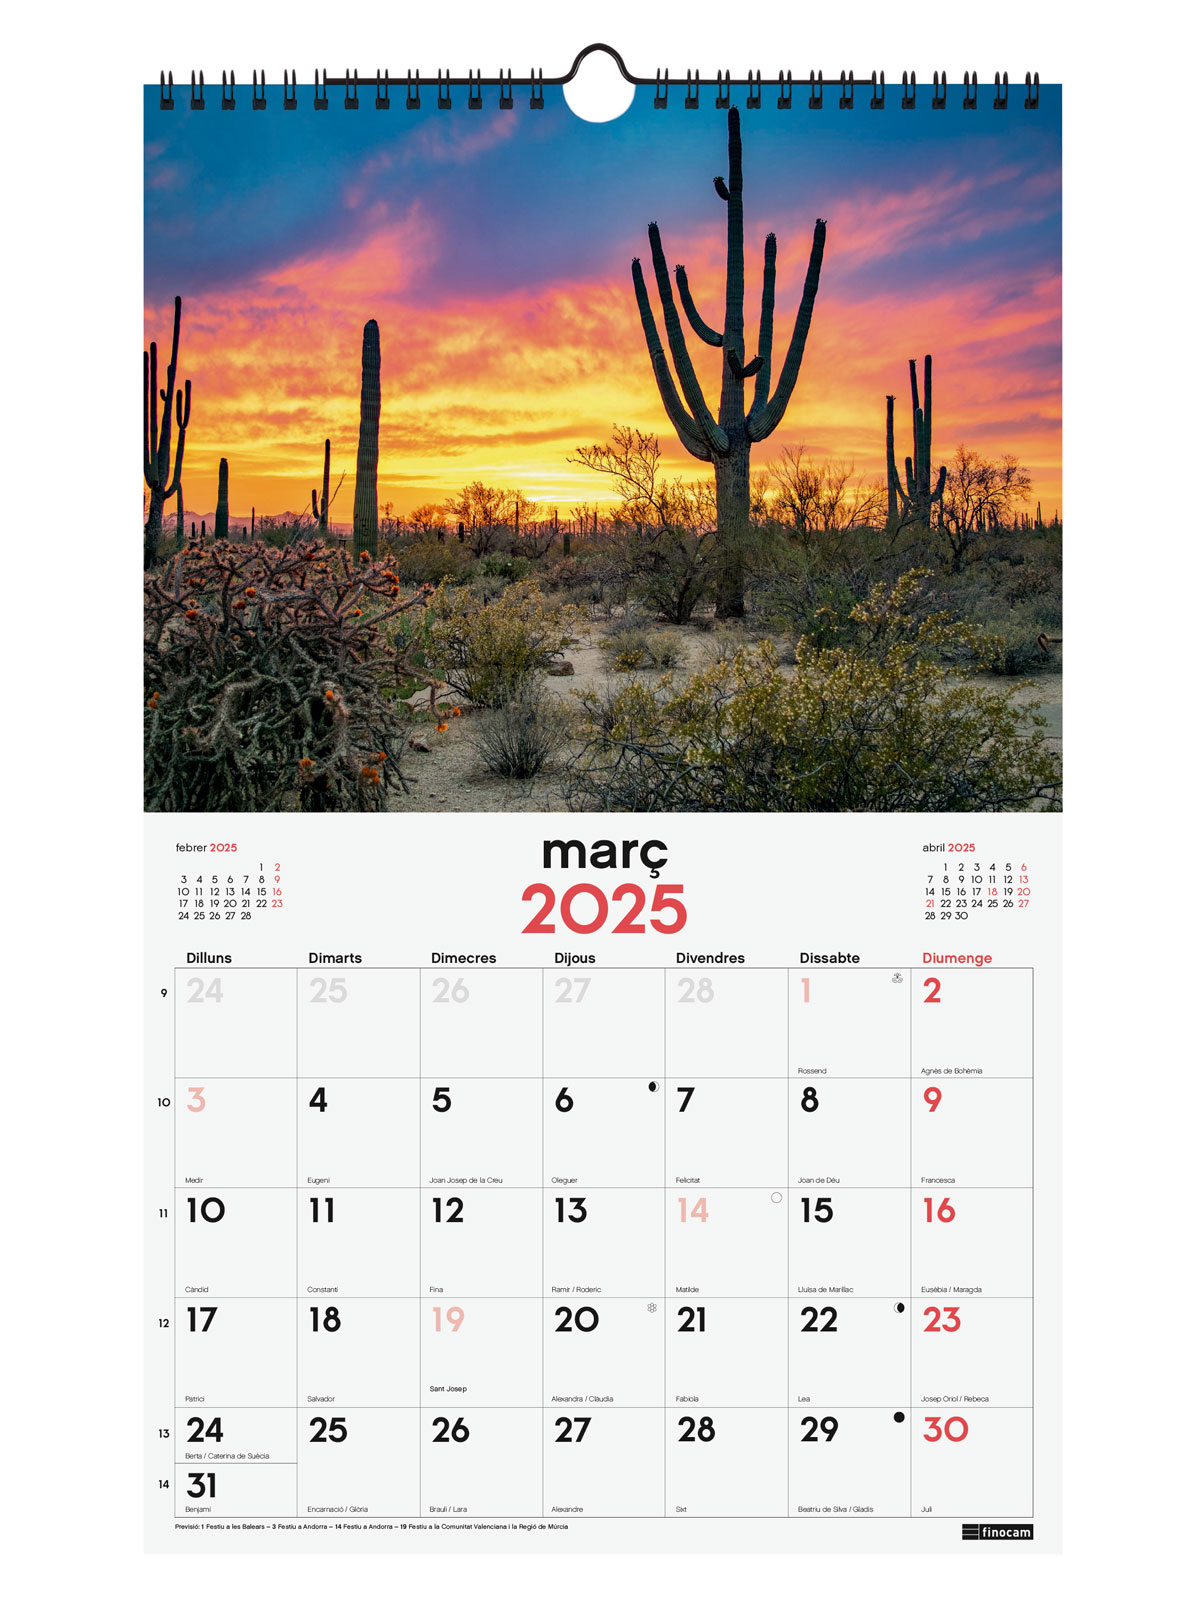 febrer 2025
1 2
3 4 5 6 7 8 9
10 11 12 13 14 15 16
17 18 19 20 21 22 23
24 25 26 27 28
març
2025
abril 2025
1 2 3 4 5 6
7 8 9 10 11 12 13
14 15 16 17 18 19 20
21 22 23 24 25 26 27
28 29 30
Dilluns Dimarts Dimecres Dijous Divendres Dissabte Diumenge
9 24 25 26 27 28 1 2
Rossend Agnès de Bohèmia
10 3 4 5 6 7 8 9
Medir Eugeni Joan Josep de la Creu Oleguer Felicitat Joan de Déu Francesca
11 10 11 12 13 14 15 16
Càndid Constantí Fina Ramir / Roderic Matilde Lluïsa de Marillac Eusèbia / Maragda
12 17 18 19 20 21 22 23
Sant Josep
Patrici Salvador Alexandra / Clàudia Fabiola Lea Josep Oriol / Rebeca
13 24 25 26 27 28 29 30
Berta / Caterina de Suècia
14 31
Benjamí Encarnació / Glòria Brauli / Lara Alexandre Sixt Beatriu de Silva / Gladis Juli
Previsió: 1 Festiu a les Balears – 3 Festiu a Andorra – 14 Festiu a Andorra – 19 Festiu a la Comunitat Valenciana i la Regió de Múrcia
finocam